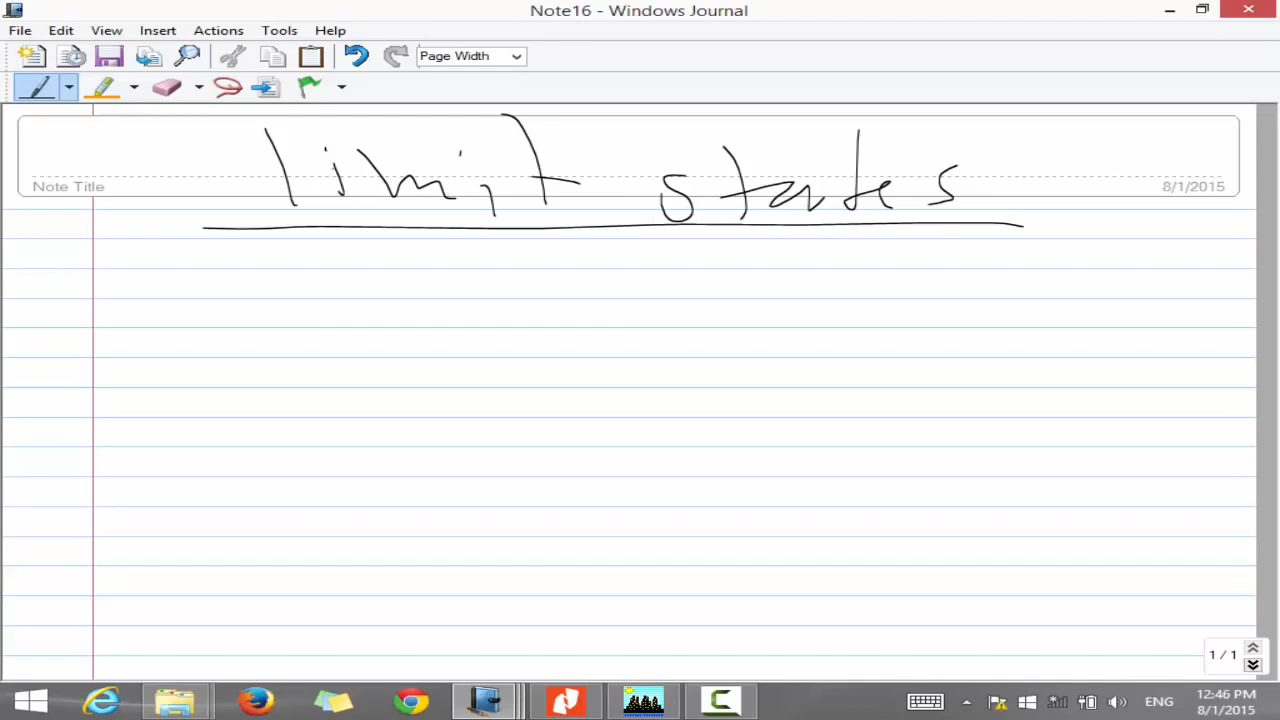 Note16 - Windows Journal
File Edit View Insert Actions Tools Help
Page Width
limit states
Note Title
8/1/2015
1 / 1
ENG
12:46 PM
8/1/2015